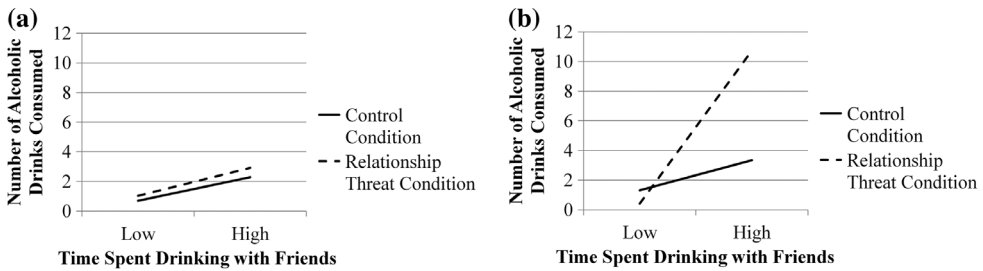 (a)
Number of Alcoholic
Drinks Consumed
12
10
8
6
4
2
0
Low
High
Time Spent Drinking with Friends
Control
Condition
Relationship
Threat Condition
(b)
Number of Alcoholic
Drinks Consumed
12
10
8
6
4
2
0
Low
High
Time Spent Drinking with Friends
Control
Condition
Relationship
Threat Condition